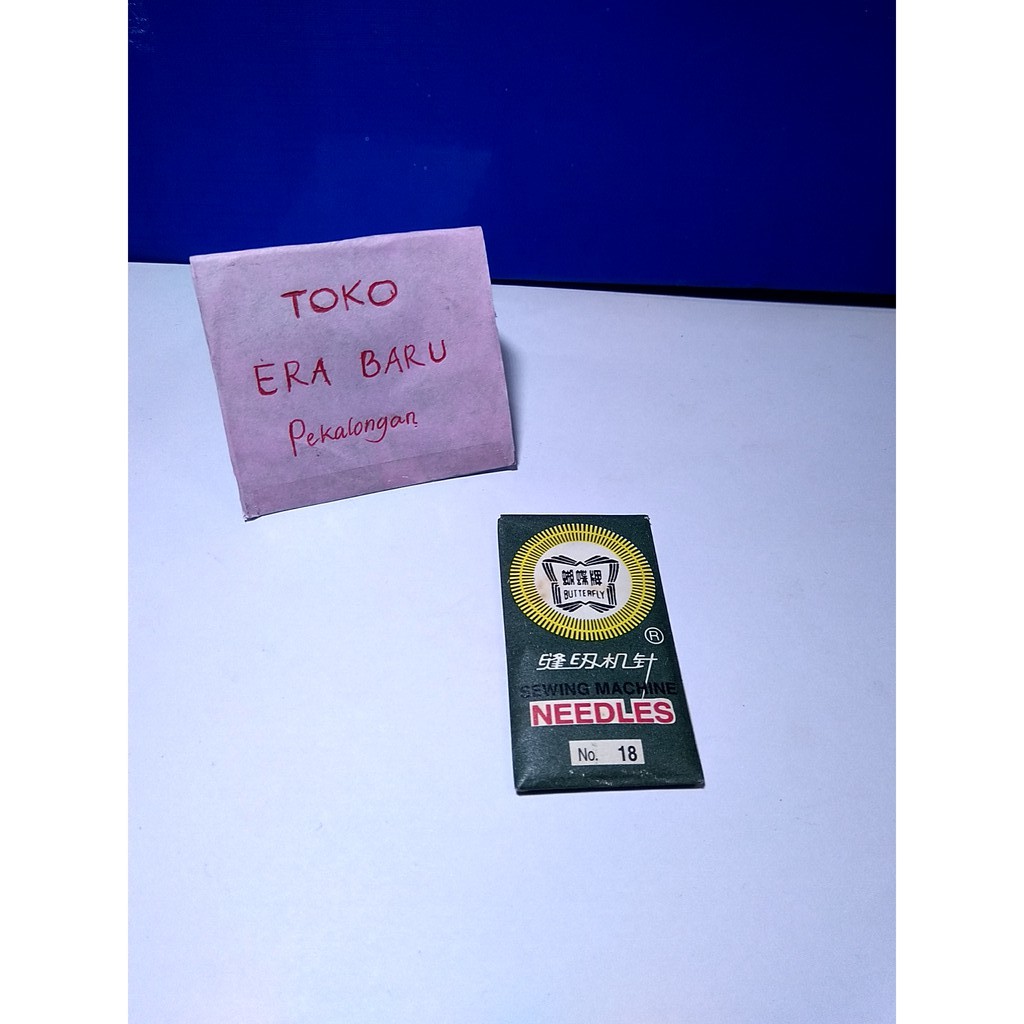 TOKO
ERA BARU
Pekalongan
蝴蝶牌
BUTTERFLY
®
缝纫机针
SEWING MACHINE
NEEDLES
No. 18